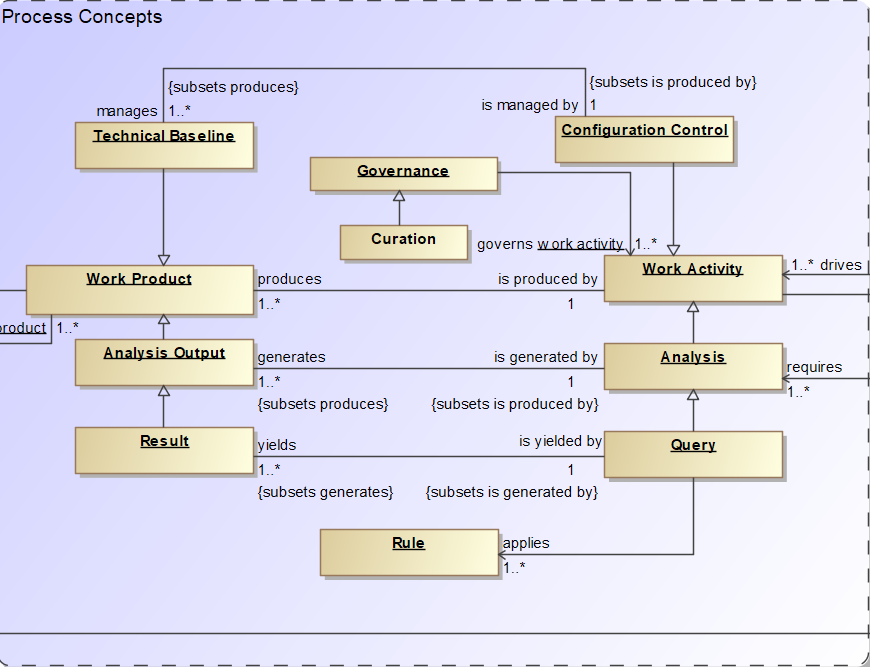 Process Concepts
{subsets produces}
{subsets is produced by}
manages 1..*
is managed by 1
Technical Baseline
Configuration Control
Governance
Curation
governs work activity 1..*
Work Product
Work Activity
1..* drives
produces
is produced by
1..*
1
product 1..*
Analysis Output
Analysis
generates
is generated by
requires
1..*
1
1..*
{subsets produces}
{subsets is produced by}
Result
Query
yields
is yielded by
1..*
1
{subsets generates}
{subsets is generated by}
Rule
applies
1..*